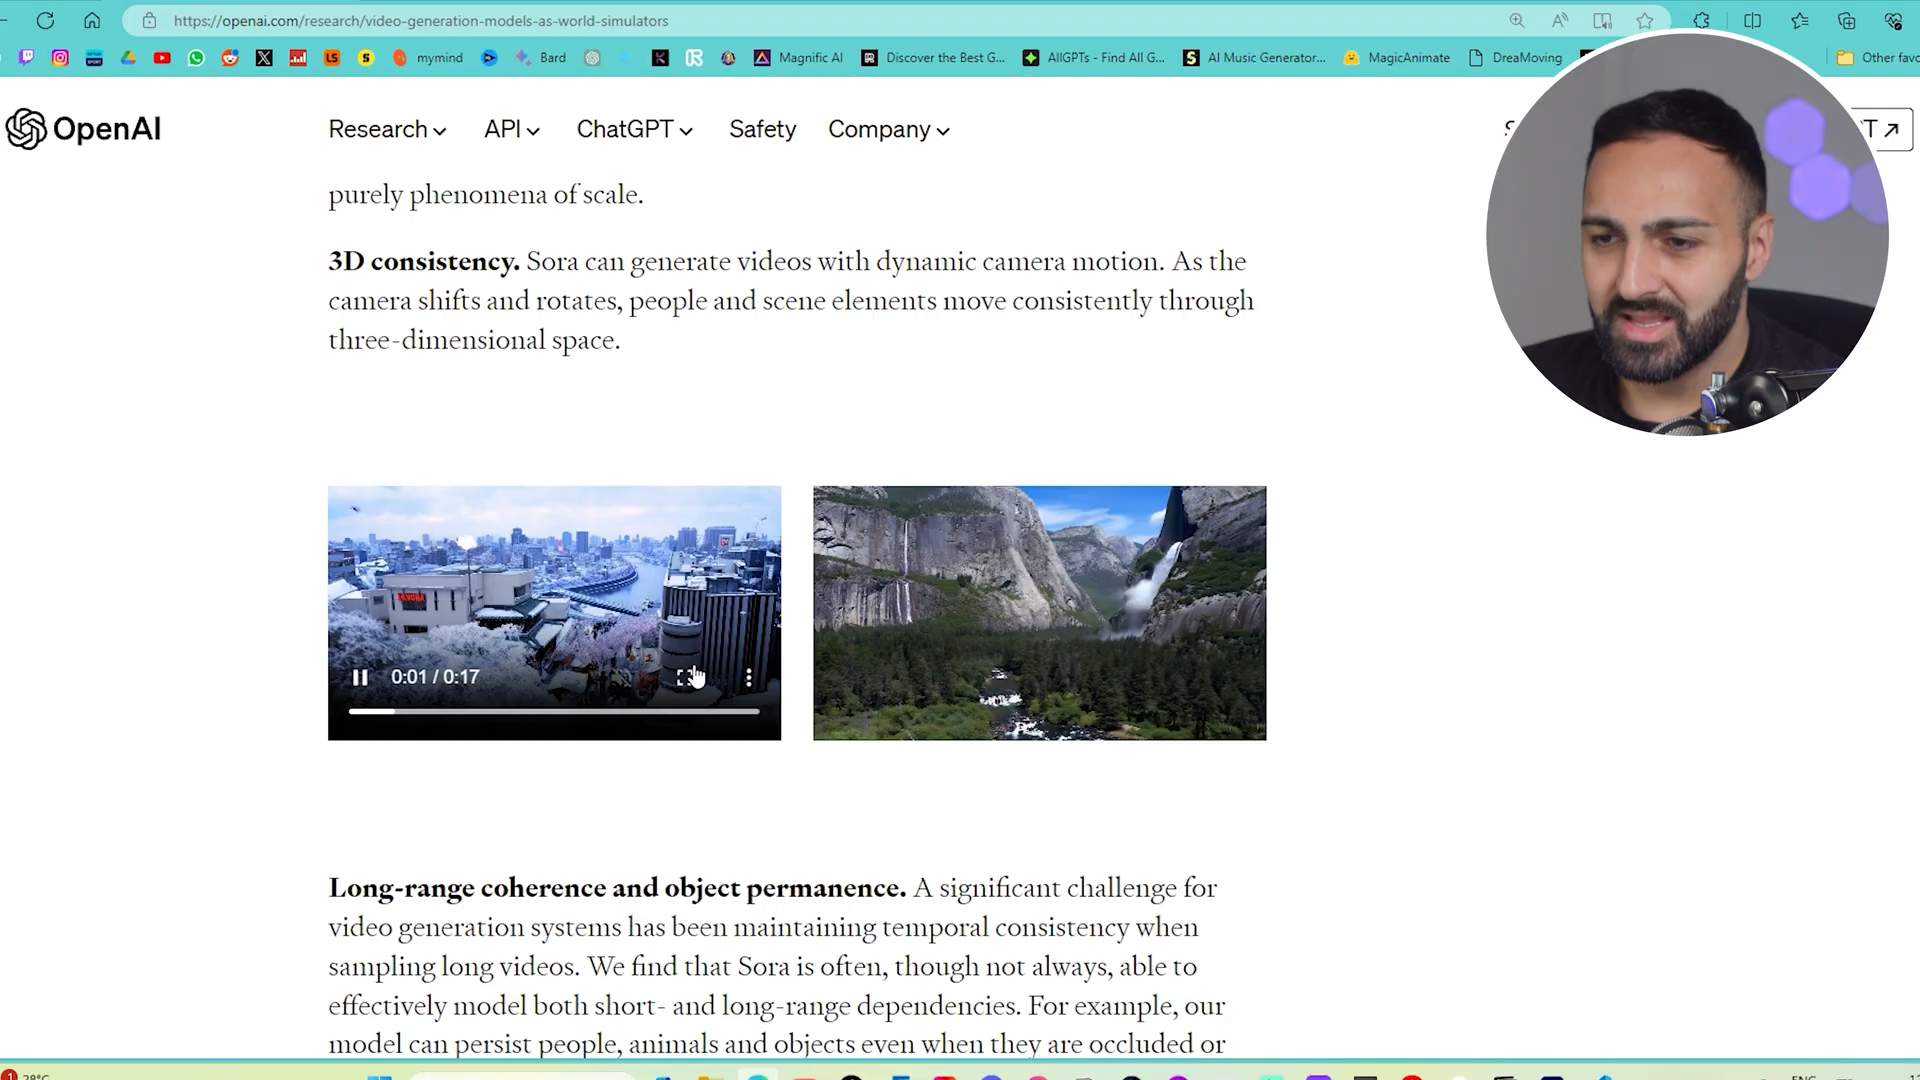 https://openai.com/research/video-generation-models-as-world-simulators
mymind
Bard
Magnific AI
Discover the Best G...
AllGPTs - Find All G...
AI Music Generator...
MagicAnimate
DreaMoving
Other favo
OpenAI
Research
API
ChatGPT
Safety
Company
purely phenomena of scale.
3D consistency. Sora can generate videos with dynamic camera motion. As the
camera shifts and rotates, people and scene elements move consistently through
three-dimensional space.
0:01 / 0:17
Long-range coherence and object permanence. A significant challenge for
video generation systems has been maintaining temporal consistency when
sampling long videos. We find that Sora is often, though not always, able to
effectively model both short- and long-range dependencies. For example, our
model can persist people, animals and objects even when they are occluded or